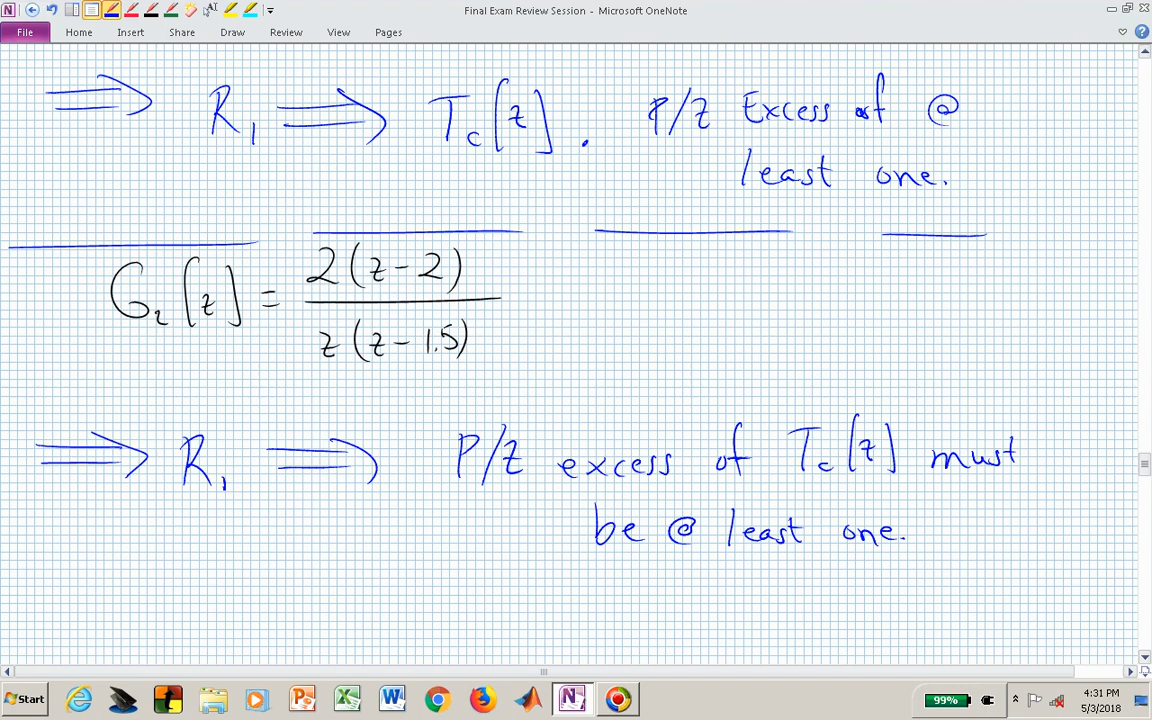 Final Exam Review Session - Microsoft OneNote
File Home Insert Share Draw Review View Pages
⟹ R₁ ⟹ T_c[z]. P/Z Excess of @
least one.
G₂[z] = 2(z-2) / z(z-1.5)
⟹ R₁ ⟹ P/Z excess of T_c[z] must
be @ least one.
Start 99% 4:31 PM
5/3/2018